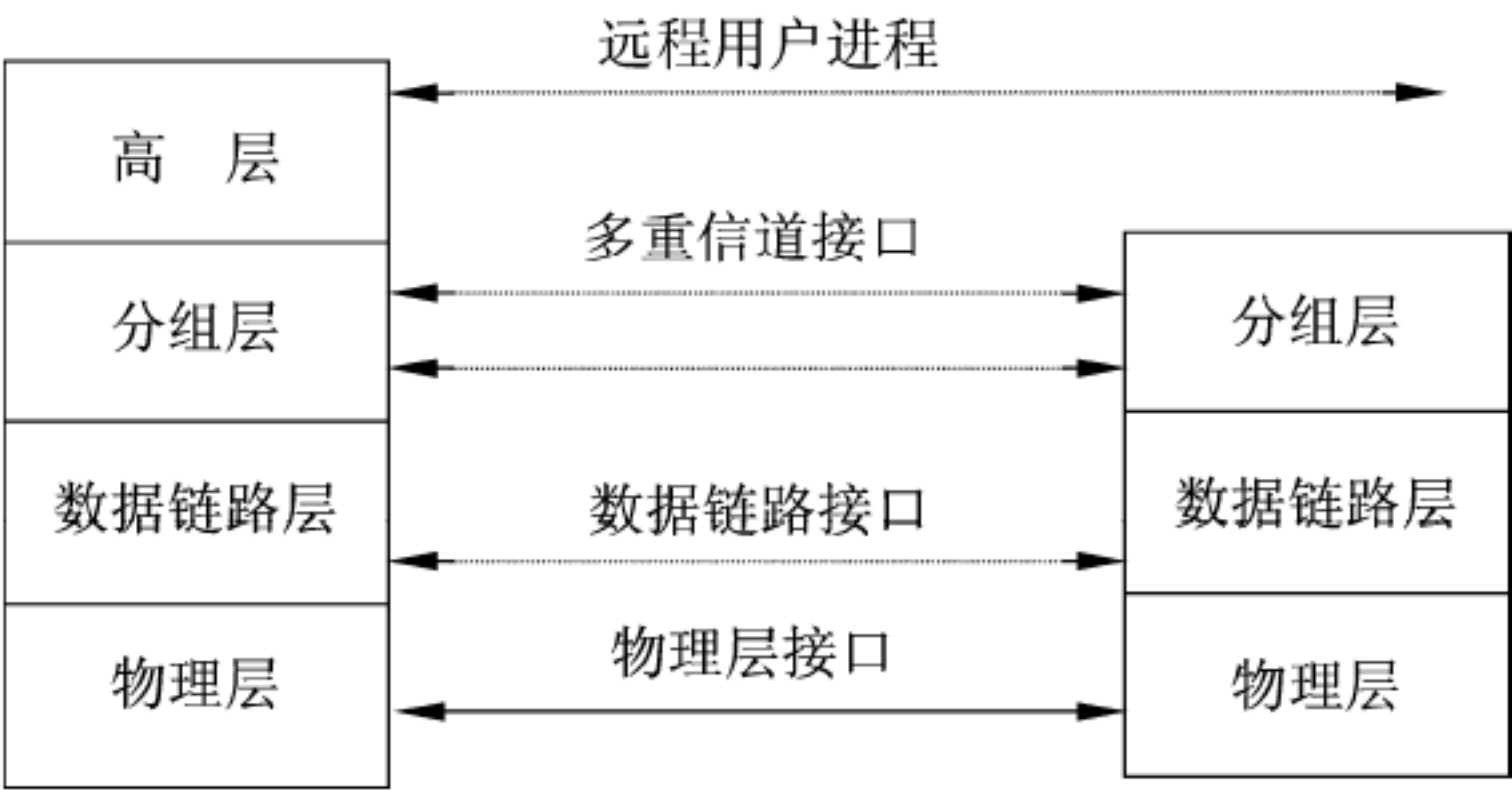 远程用户进程
高 层
多重信道接口
分组层
分组层
数据链路层
数据链路接口
数据链路层
物理层接口
物理层
物理层